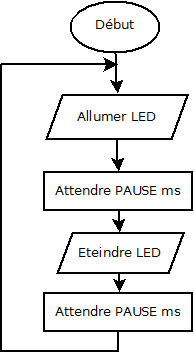 Début
Allumer LED
Attendre PAUSE ms
Eteindre LED
Attendre PAUSE ms